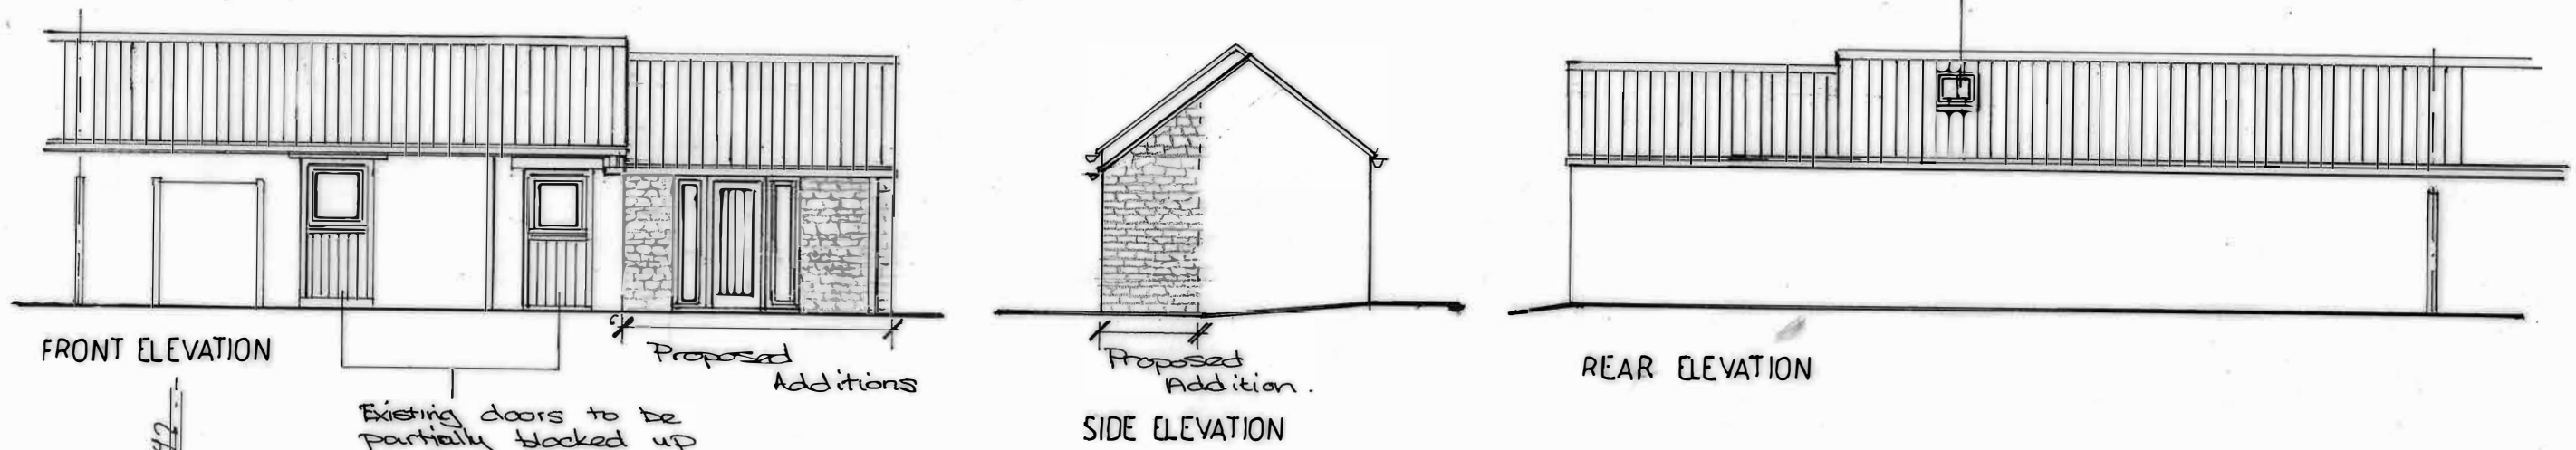 FRONT ELEVATION
Proposed
Additions
Existing doors to be
partially blocked up
Proposed
Addition.
SIDE ELEVATION
REAR ELEVATION